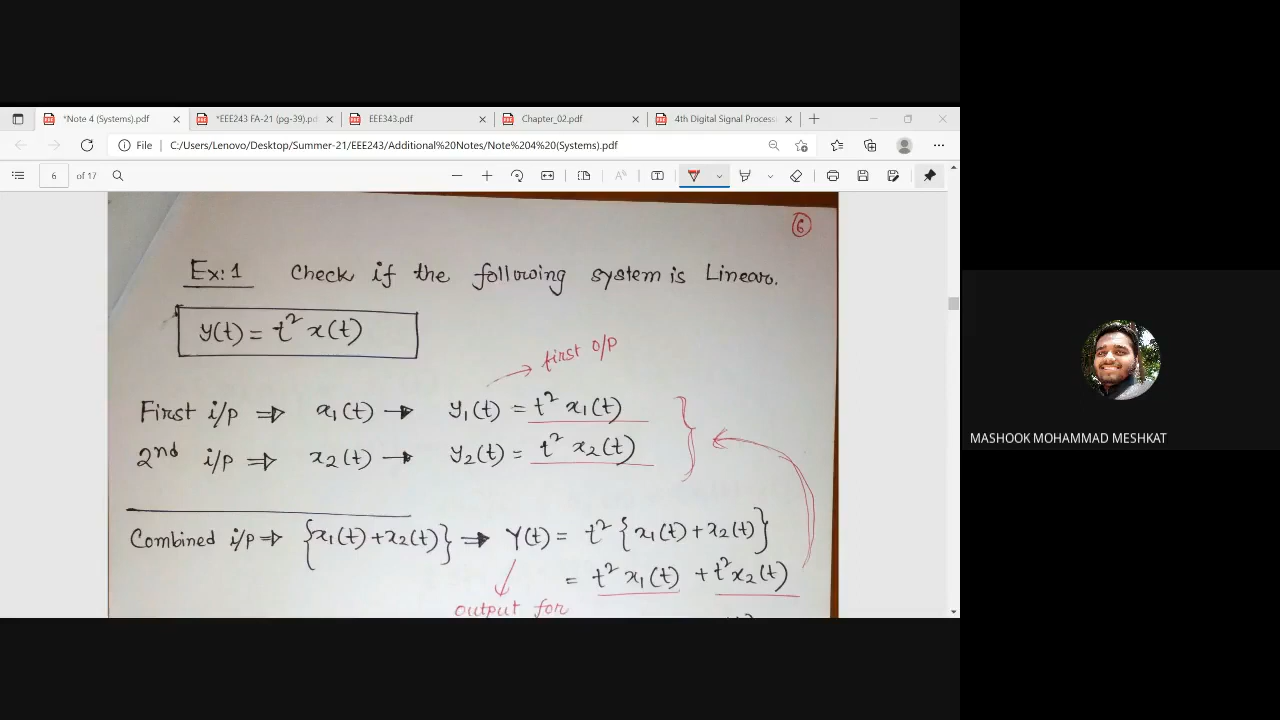 *Note 4 (Systems).pdf
*EEE243 FA-21 (pg-39).pd
EEE343.pdf
Chapter_02.pdf
4th Digital Signal Process
File C:/Users/Lenovo/Desktop/Summer-21/EEE243/Additional%20Notes/Note%204%20(Systems).pdf
6 of 17
6
Ex:1 Check if the following system is Linear.
y(t) = t² x(t)
first o/p
First i/p ⇒ x₁(t) → y₁(t) = t² x₁(t)
2nd i/p ⇒ x₂(t) → y₂(t) = t² x₂(t)
Combined i/p ⇒ {x₁(t)+x₂(t)} ⇒ Y(t) = t² {x₁(t)+x₂(t)}
= t² x₁(t) + t² x₂(t)
output for
MASHOOK MOHAMMAD MESHKAT